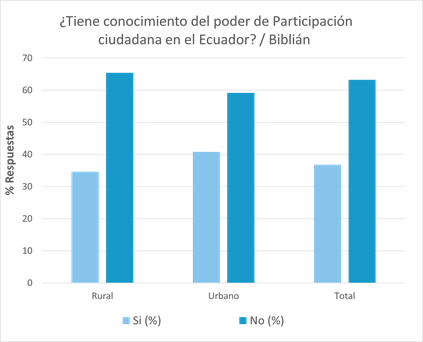 ¿Tiene conocimiento del poder de Participación
ciudadana en el Ecuador? / Biblián
% Respuestas
70
60
50
40
30
20
10
0
Rural Urbano Total
Si (%) No (%)